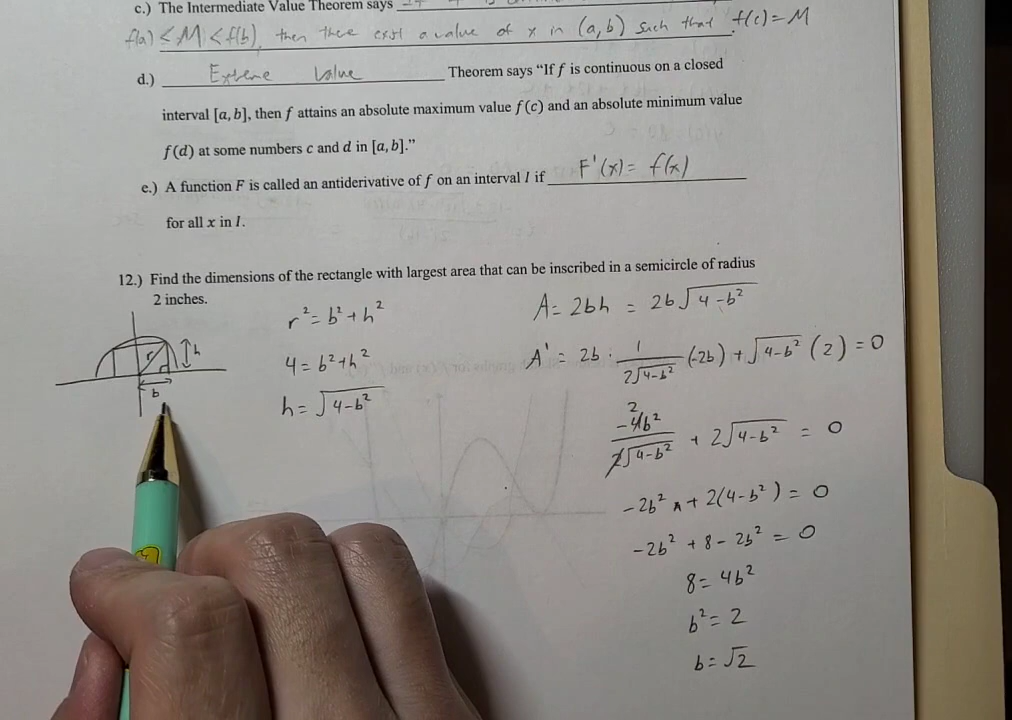 c.) The Intermediate Value Theorem says
f(a) < M < f(b), then there exist a value of x in (a, b) such that f(c) = M
d.) Extreme Value Theorem says “If f is continuous on a closed
interval [a, b], then f attains an absolute maximum value f(c) and an absolute minimum value
f(d) at some numbers c and d in [a, b].”
e.) A function F is called an antiderivative of f on an interval I if F'(x) = f(x)
for all x in I.
12.) Find the dimensions of the rectangle with largest area that can be inscribed in a semicircle of radius
2 inches.
r² = b² + h²
4 = b² + h²
h = √(4-b²)
r
h
b
A = 2bh = 2b√(4-b²)
A' = 2b · 1/(2√(4-b²)) (-2b) + √(4-b²) (2) = 0
2
-4b²/(2√(4-b²)) + 2√(4-b²) = 0
-2b² + 2(4-b²) = 0
-2b² + 8 - 2b² = 0
8 = 4b²
b² = 2
b = √2